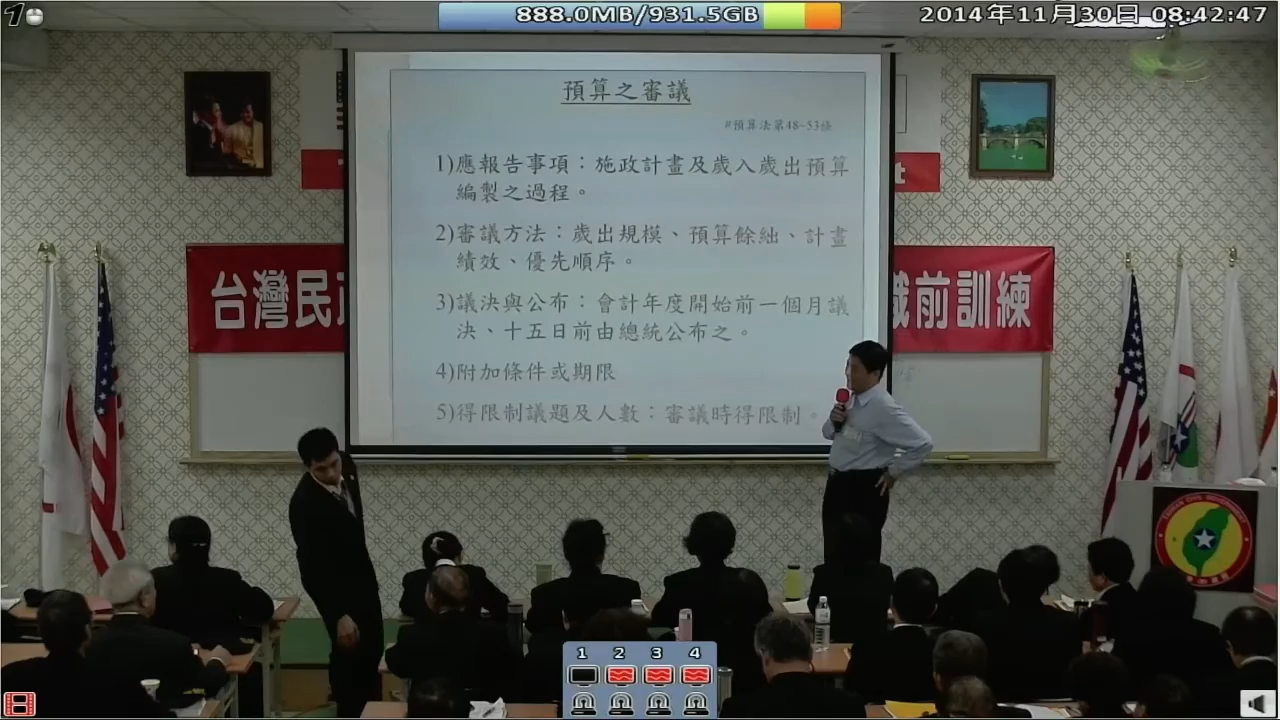 1
888.0MB/931.5GB
2014年11月30日 08:42:47
預算之審議
#預算法第48-53條
1)應報告事項：施政計畫及歲入歲出預算
編製之過程。
2)審議方法：歲出規模、預算餘絀、計畫
績效、優先順序。
3)議決與公布：會計年度開始前一個月議
決、十五日前由總統公布之。
4)附加條件或期限
5)得限制議題及人數：審議時得限制。
t
台灣民政
職前訓練
TAIWAN CIVIL GOVERNMENT
1 2 3 4